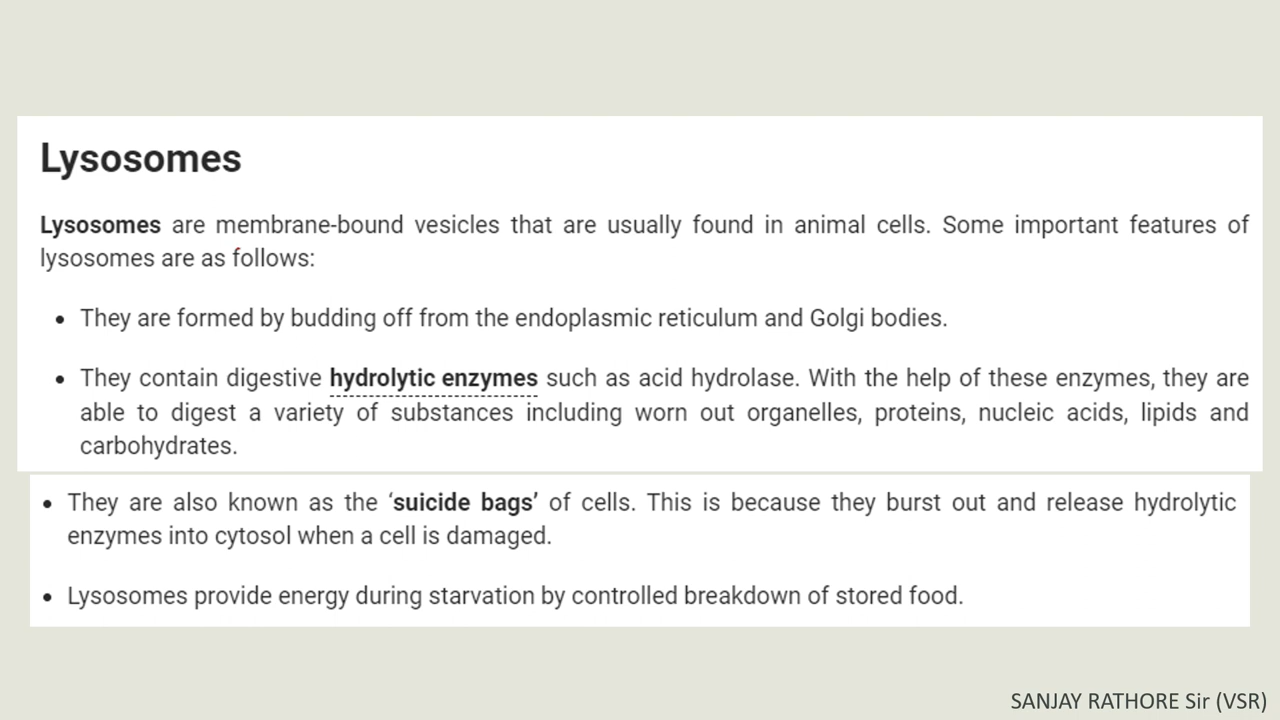 Lysosomes
Lysosomes are membrane-bound vesicles that are usually found in animal cells. Some important features of
lysosomes are as follows:
• They are formed by budding off from the endoplasmic reticulum and Golgi bodies.
• They contain digestive hydrolytic enzymes such as acid hydrolase. With the help of these enzymes, they are
able to digest a variety of substances including worn out organelles, proteins, nucleic acids, lipids and
carbohydrates.
• They are also known as the ‘suicide bags’ of cells. This is because they burst out and release hydrolytic
enzymes into cytosol when a cell is damaged.
• Lysosomes provide energy during starvation by controlled breakdown of stored food.
SANJAY RATHORE Sir (VSR)